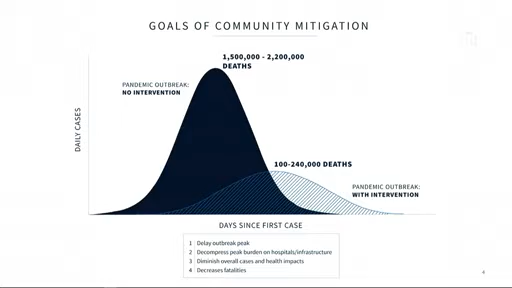 GOALS OF COMMUNITY MITIGATION
1,500,000 - 2,200,000
DEATHS
PANDEMIC OUTBREAK:
NO INTERVENTION
DAILY CASES
100-240,000 DEATHS
PANDEMIC OUTBREAK:
WITH INTERVENTION
DAYS SINCE FIRST CASE
1 Delay outbreak peak
2 Decompress peak burden on hospitals/infrastructure
3 Diminish overall cases and health impacts
4 Decreases fatalities
4